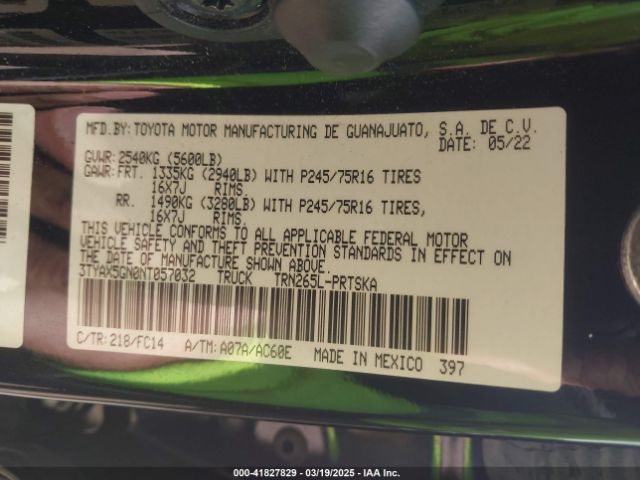 MFD.BY: TOYOTA MOTOR MANUFACTURING DE GUANAJUATO, S.A. DE C.V.
DATE: 05/22
GVWR: 2540KG (5600LB)
GAWR: FRT. 1335KG (2940LB) WITH P245/75R16 TIRES
16X7J RIMS.
RR. 1490KG (3280LB) WITH P245/75R16 TIRES,
16X7J RIMS.
THIS VEHICLE CONFORMS TO ALL APPLICABLE FEDERAL MOTOR
VEHICLE SAFETY AND THEFT PREVENTION STANDARDS IN EFFECT ON
THE DATE OF MANUFACTURE SHOWN ABOVE.
3TYAX5GN0NT057032 TRUCK TRN265L-PRTSKA
C/TR: 218/FC14 A/TM: A07A/AC60E MADE IN MEXICO 397
000-41827829 - 03/19/2025 - IAA Inc.